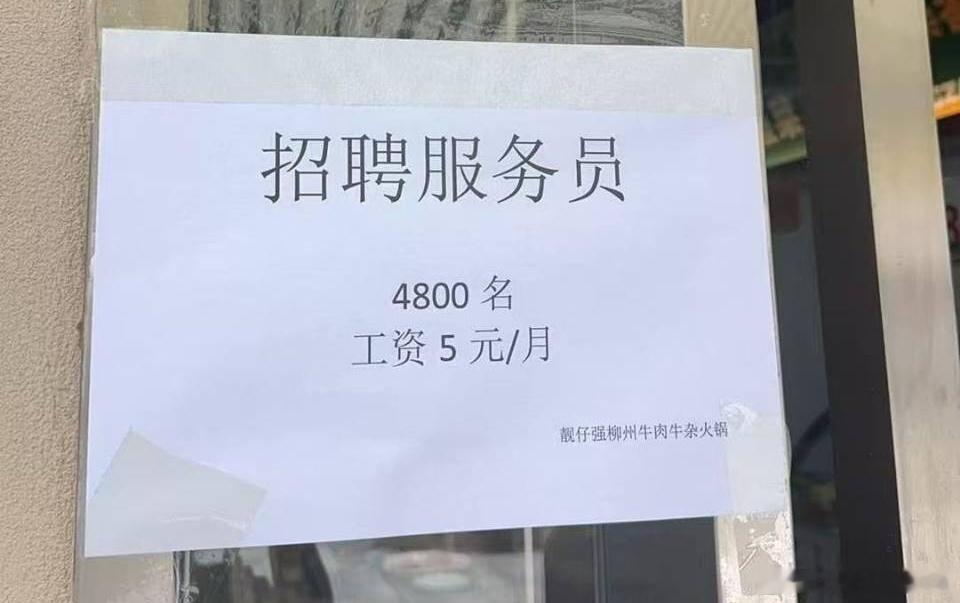 招聘服务员
4800 名
工资 5 元/月
靓仔强柳州牛肉牛杂火锅